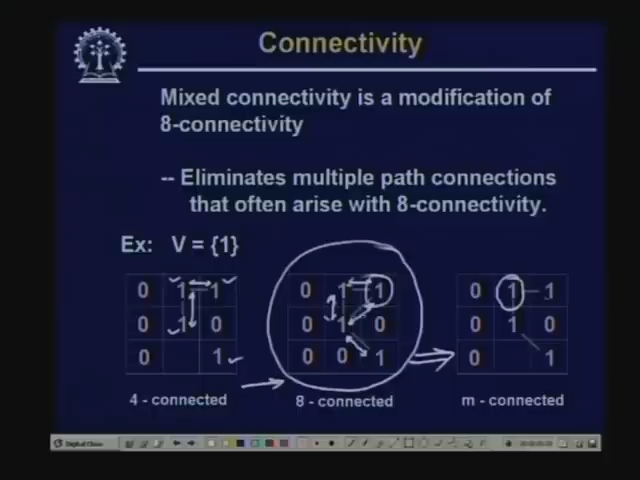 Connectivity
Mixed connectivity is a modification of
8-connectivity
-- Eliminates multiple path connections
that often arise with 8-connectivity.
Ex: V = {1}
0 1 1 0 1 1 0 1 1
0 1 0 0 1 0 0 1 0
0 1 0 0 1 0 1
4 - connected 8 - connected m - connected